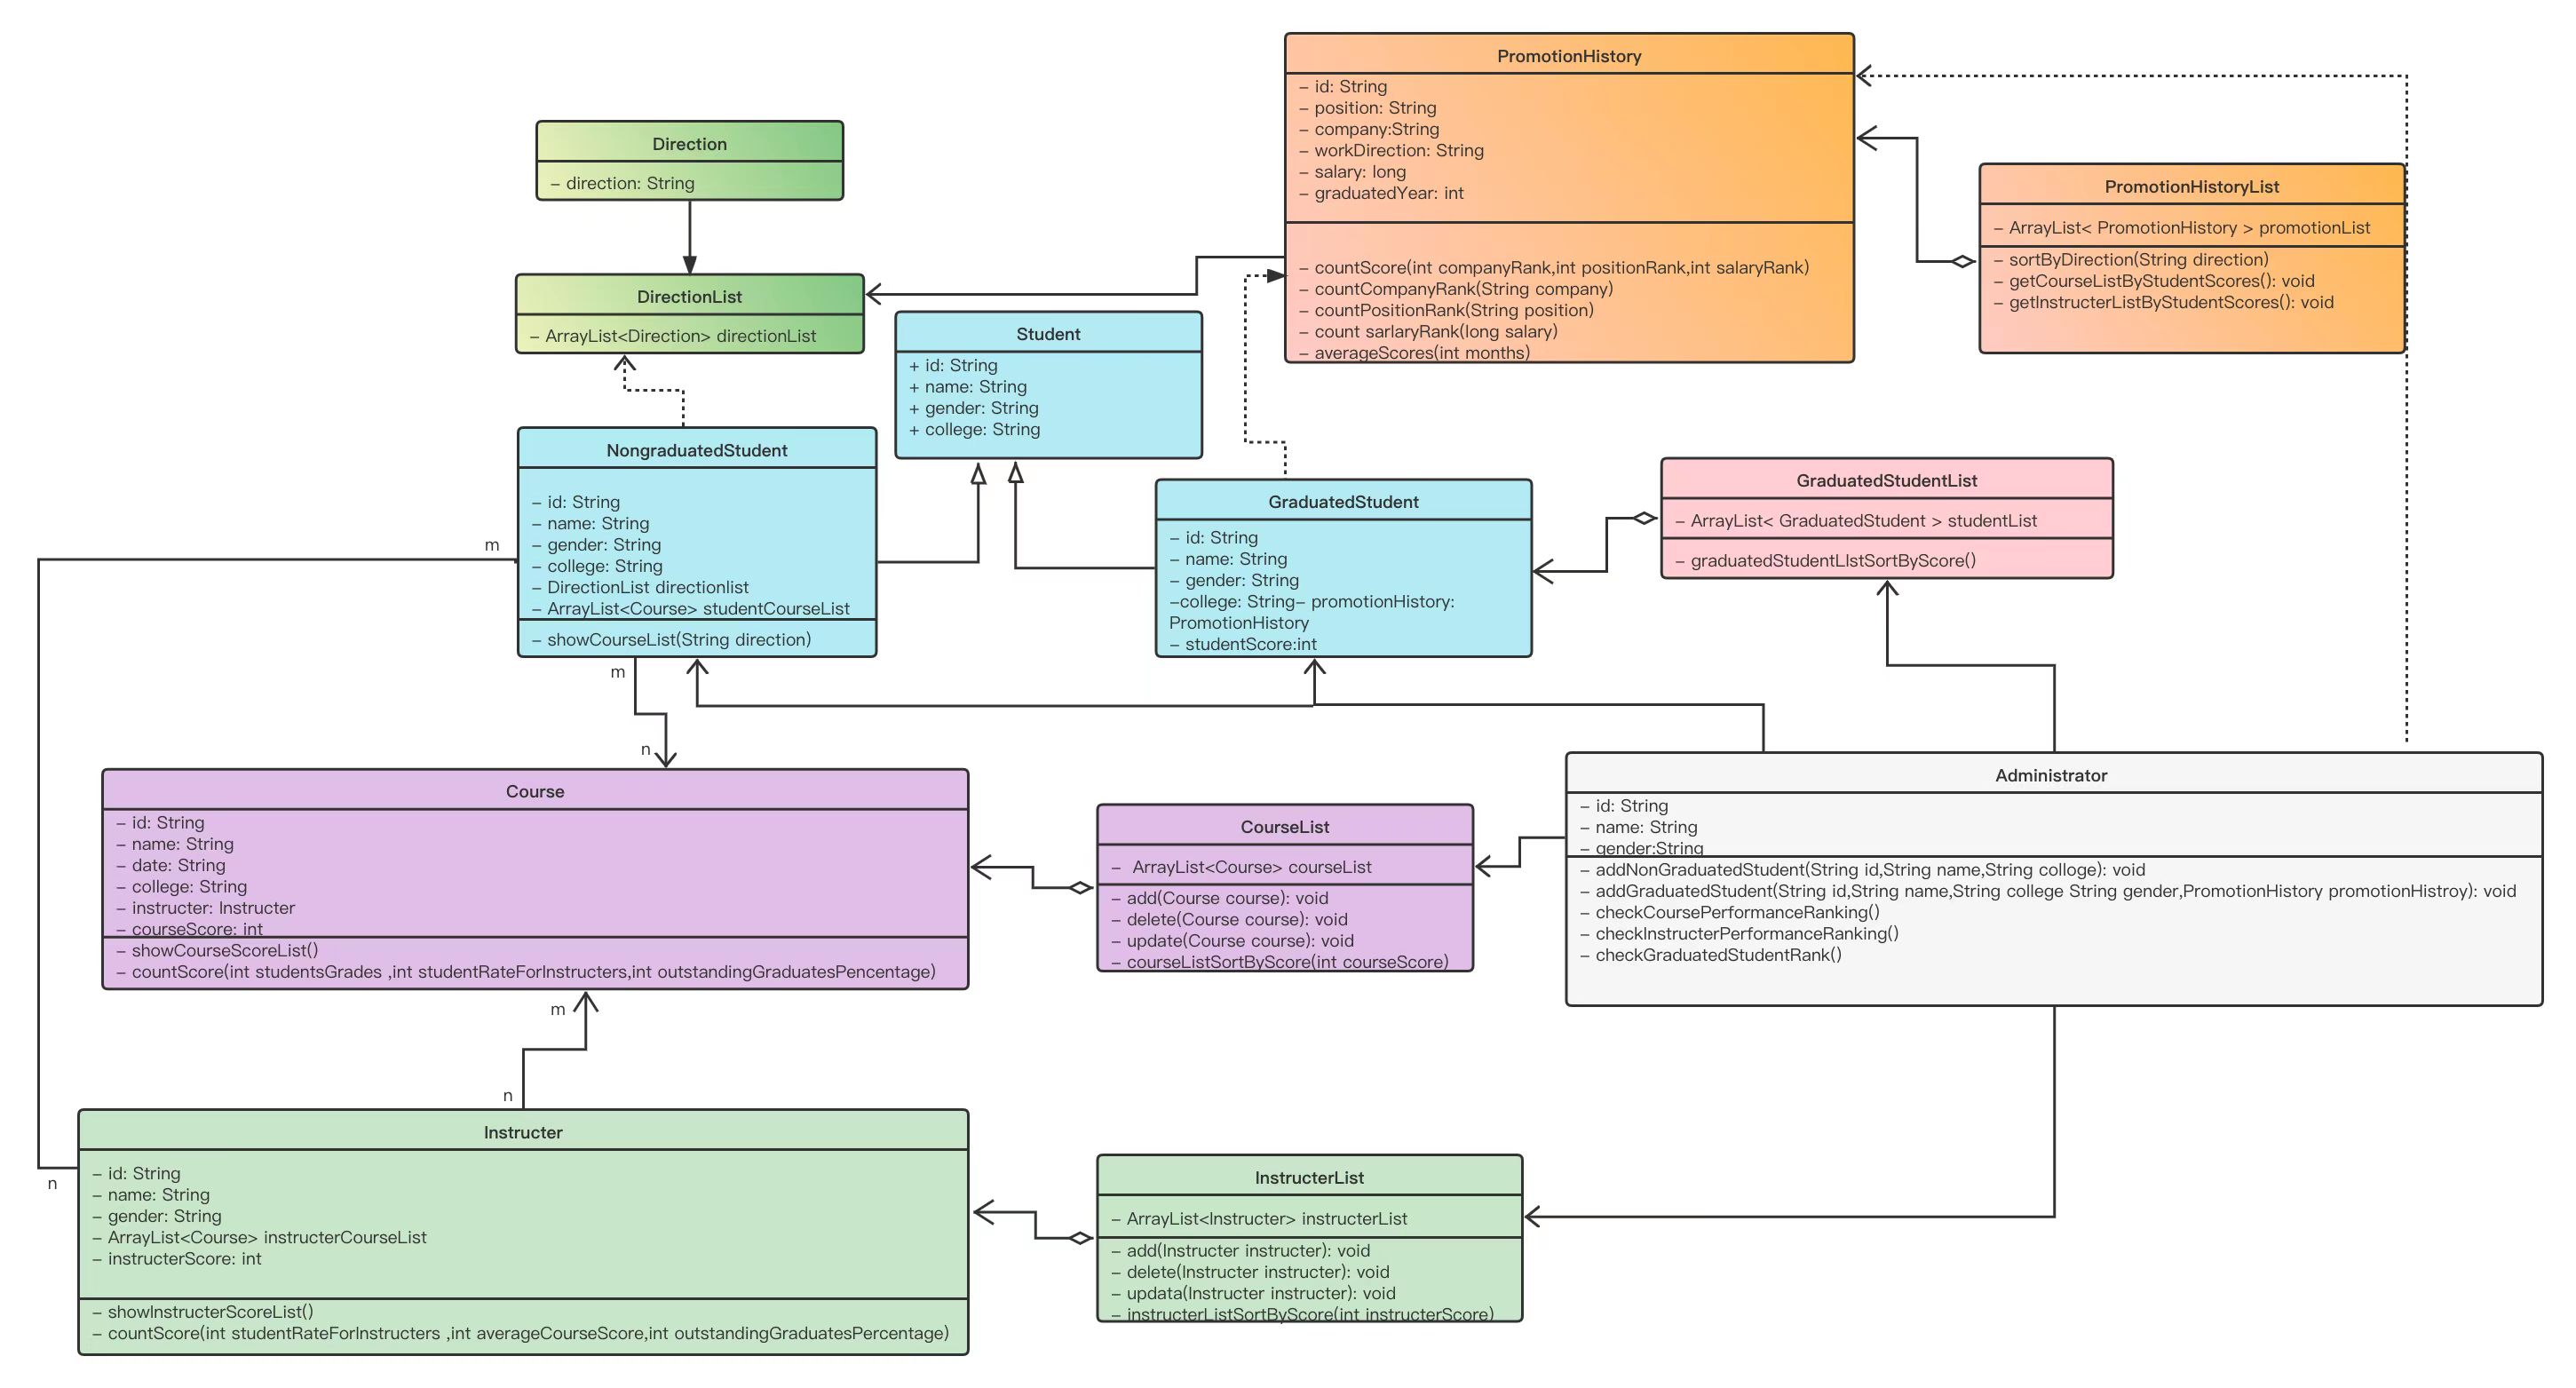 PromotionHistory
– id: String
– position: String
– company:String
– workDirection: String
– salary: long
– graduatedYear: int
– countScore(int companyRank,int positionRank,int salaryRank)
– countCompanyRank(String company)
– countPositionRank(String position)
– count sarlaryRank(long salary)
– averageScores(int months)
Direction
– direction: String
PromotionHistoryList
– ArrayList< PromotionHistory > promotionList
– sortByDirection(String direction)
– getCourseListByStudentScores(): void
– getInstructerListByStudentScores(): void
DirectionList
– ArrayList<Direction> directionList
Student
+ id: String
+ name: String
+ gender: String
+ college: String
NongraduatedStudent
– id: String
– name: String
– gender: String
– college: String
– DirectionList directionlist
– ArrayList<Course> studentCourseList
– showCourseList(String direction)
GraduatedStudent
– id: String
– name: String
– gender: String
–college: String– promotionHistory:
PromotionHistory
– studentScore:int
GraduatedStudentList
– ArrayList< GraduatedStudent > studentList
– graduatedStudentLIstSortByScore()
m
m
n
Course
– id: String
– name: String
– date: String
– college: String
– instructer: Instructer
– courseScore: int
– showCourseScoreList()
– countScore(int studentsGrades ,int studentRateForInstructers,int outstandingGraduatesPencentage)
CourseList
– ArrayList<Course> courseList
– add(Course course): void
– delete(Course course): void
– update(Course course): void
– courseListSortByScore(int courseScore)
Administrator
– id: String
– name: String
– gender:String
– addNonGraduatedStudent(String id,String name,String colloge): void
– addGraduatedStudent(String id,String name,String college String gender,PromotionHistory promotionHistroy): void
– checkCoursePerformanceRanking()
– checkInstructerPerformanceRanking()
– checkGraduatedStudentRank()
m
n
n
Instructer
– id: String
– name: String
– gender: String
– ArrayList<Course> instructerCourseList
– instructerScore: int
– showInstructerScoreList()
– countScore(int studentRateForInstructers ,int averageCourseScore,int outstandingGraduatesPercentage)
InstructerList
– ArrayList<Instructer> instructerList
– add(Instructer instructer): void
– delete(Instructer instructer): void
– updata(Instructer instructer): void
– instructerListSortByScore(int instructerScore)